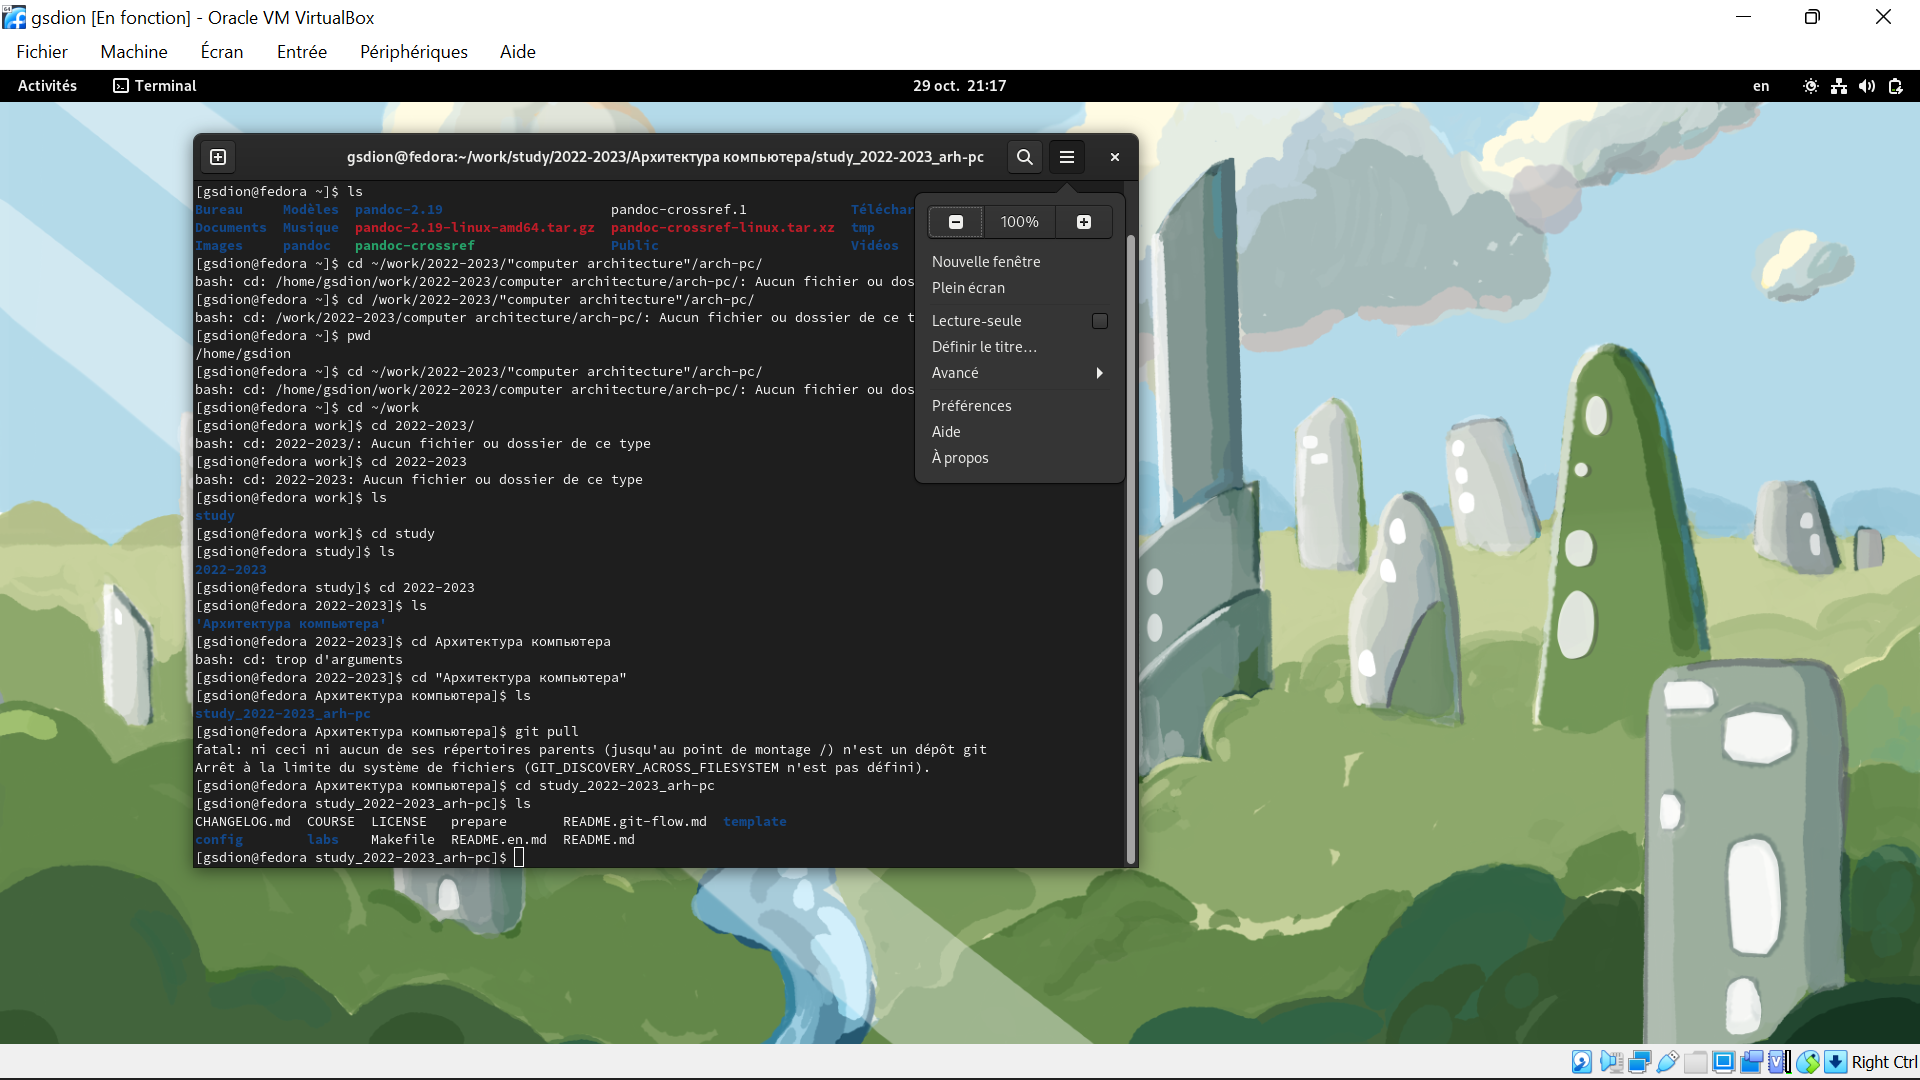 gsdion [En fonction] - Oracle VM VirtualBox
Fichier Machine Écran Entrée Périphériques Aide
Activités Terminal 29 oct. 21:17 en
gsdion@fedora:~/work/study/2022-2023/Архитектура компьютера/study_2022-2023_arh-pc
[gsdion@fedora ~]$ ls
Bureau Modèles pandoc-2.19 pandoc-crossref.1 Téléchar
Documents Musique pandoc-2.19-linux-amd64.tar.gz pandoc-crossref-linux.tar.xz tmp
Images pandoc pandoc-crossref Public Vidéos
[gsdion@fedora ~]$ cd ~/work/2022-2023/"computer architecture"/arch-pc/
bash: cd: /home/gsdion/work/2022-2023/computer architecture/arch-pc/: Aucun fichier ou dos
[gsdion@fedora ~]$ cd /work/2022-2023/"computer architecture"/arch-pc/
bash: cd: /work/2022-2023/computer architecture/arch-pc/: Aucun fichier ou dossier de ce t
[gsdion@fedora ~]$ pwd
/home/gsdion
[gsdion@fedora ~]$ cd ~/work/2022-2023/"computer architecture"/arch-pc/
bash: cd: /home/gsdion/work/2022-2023/computer architecture/arch-pc/: Aucun fichier ou dos
[gsdion@fedora ~]$ cd ~/work
[gsdion@fedora work]$ cd 2022-2023/
bash: cd: 2022-2023/: Aucun fichier ou dossier de ce type
[gsdion@fedora work]$ cd 2022-2023
bash: cd: 2022-2023: Aucun fichier ou dossier de ce type
[gsdion@fedora work]$ ls
study
[gsdion@fedora work]$ cd study
[gsdion@fedora study]$ ls
2022-2023
[gsdion@fedora study]$ cd 2022-2023
[gsdion@fedora 2022-2023]$ ls
'Архитектура компьютера'
[gsdion@fedora 2022-2023]$ cd Архитектура компьютера
bash: cd: trop d'arguments
[gsdion@fedora 2022-2023]$ cd "Архитектура компьютера"
[gsdion@fedora Архитектура компьютера]$ ls
study_2022-2023_arh-pc
[gsdion@fedora Архитектура компьютера]$ git pull
fatal: ni ceci ni aucun de ses répertoires parents (jusqu'au point de montage /) n'est un dépôt git
Arrêt à la limite du système de fichiers (GIT_DISCOVERY_ACROSS_FILESYSTEM n'est pas défini).
[gsdion@fedora Архитектура компьютера]$ cd study_2022-2023_arh-pc
[gsdion@fedora study_2022-2023_arh-pc]$ ls
CHANGELOG.md COURSE LICENSE prepare README.git-flow.md template
config labs Makefile README.en.md README.md
[gsdion@fedora study_2022-2023_arh-pc]$
100%
Nouvelle fenêtre
Plein écran
Lecture-seule
Définir le titre…
Avancé
Préférences
Aide
À propos
Right Ctrl